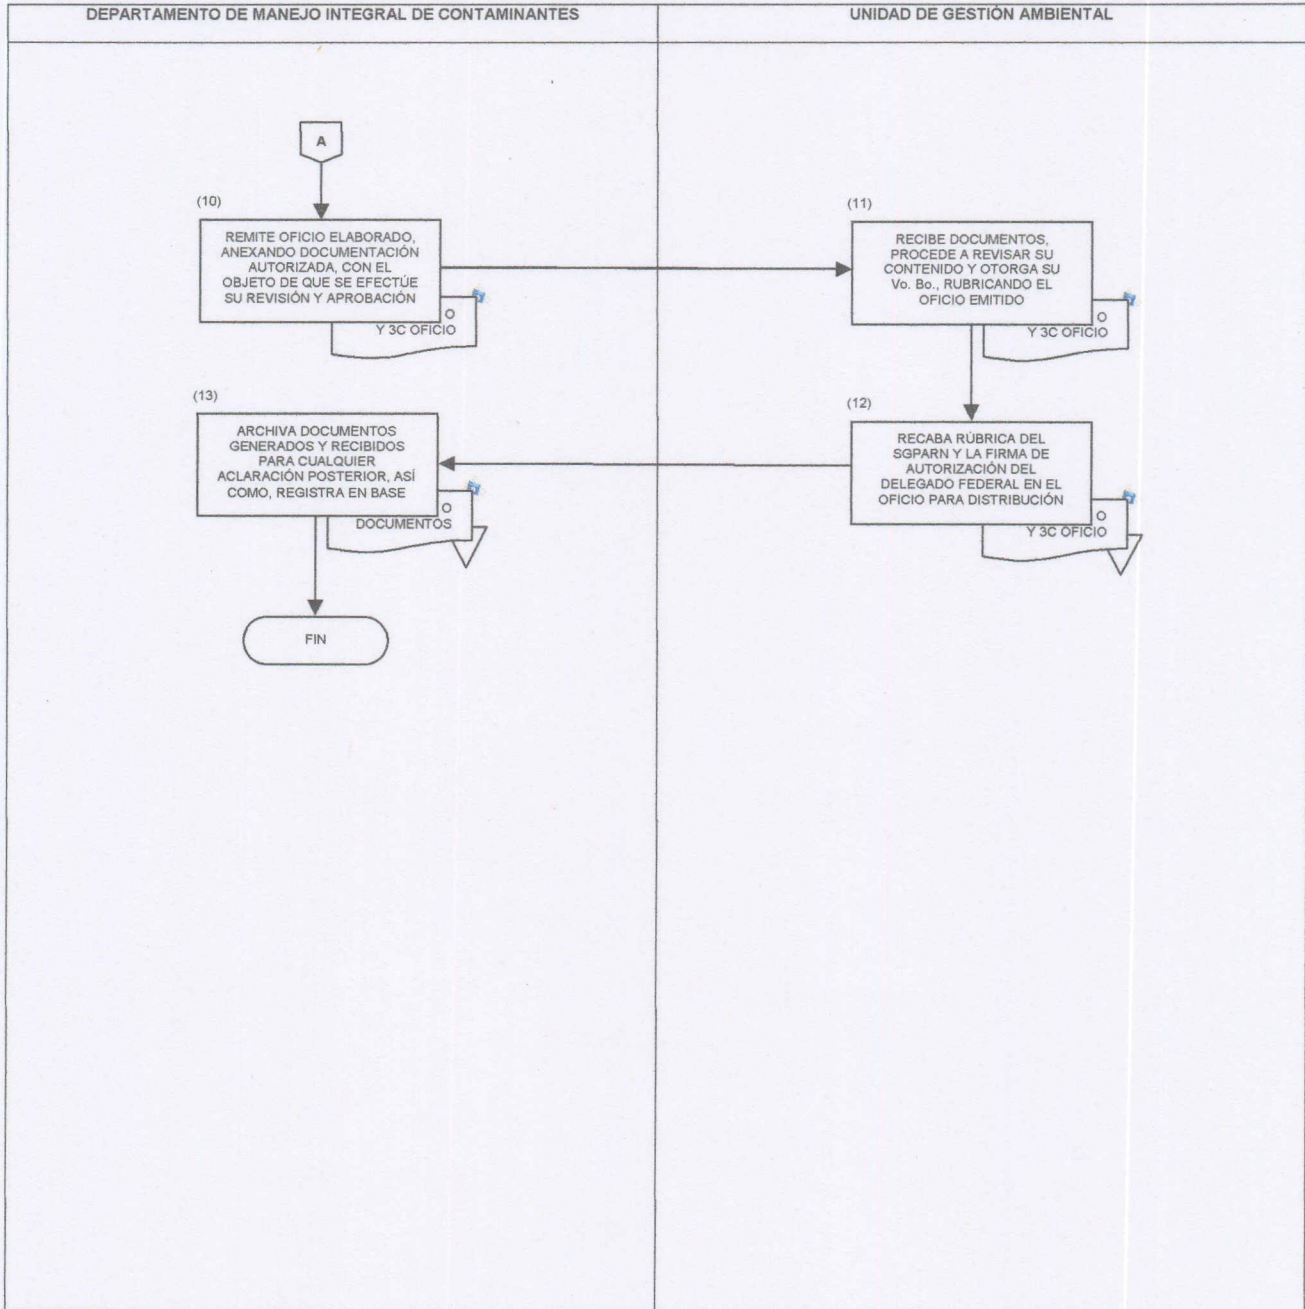 DEPARTAMENTO DE MANEJO INTEGRAL DE CONTAMINANTES
UNIDAD DE GESTIÓN AMBIENTAL
A
(10)
REMITE OFICIO ELABORADO,
ANEXANDO DOCUMENTACIÓN
AUTORIZADA, CON EL
OBJETO DE QUE SE EFECTÚE
SU REVISIÓN Y APROBACIÓN
O
Y 3C OFICIO
(11)
RECIBE DOCUMENTOS,
PROCEDE A REVISAR SU
CONTENIDO Y OTORGA SU
Vo. Bo., RUBRICANDO EL
OFICIO EMITIDO
O
Y 3C OFICIO
(12)
RECABA RÚBRICA DEL
SGPARN Y LA FIRMA DE
AUTORIZACIÓN DEL
DELEGADO FEDERAL EN EL
OFICIO PARA DISTRIBUCIÓN
O
Y 3C OFICIO
(13)
ARCHIVA DOCUMENTOS
GENERADOS Y RECIBIDOS
PARA CUALQUIER
ACLARACIÓN POSTERIOR, ASÍ
COMO, REGISTRA EN BASE
O
DOCUMENTOS
FIN